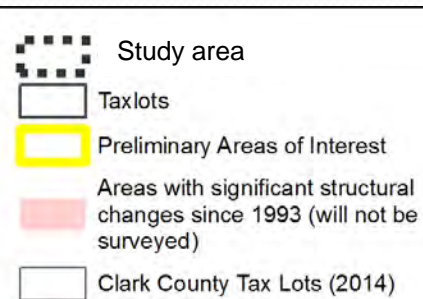 Study area
Taxlots
Preliminary Areas of Interest
Areas with significant structural
changes since 1993 (will not be
surveyed)
Clark County Tax Lots (2014)